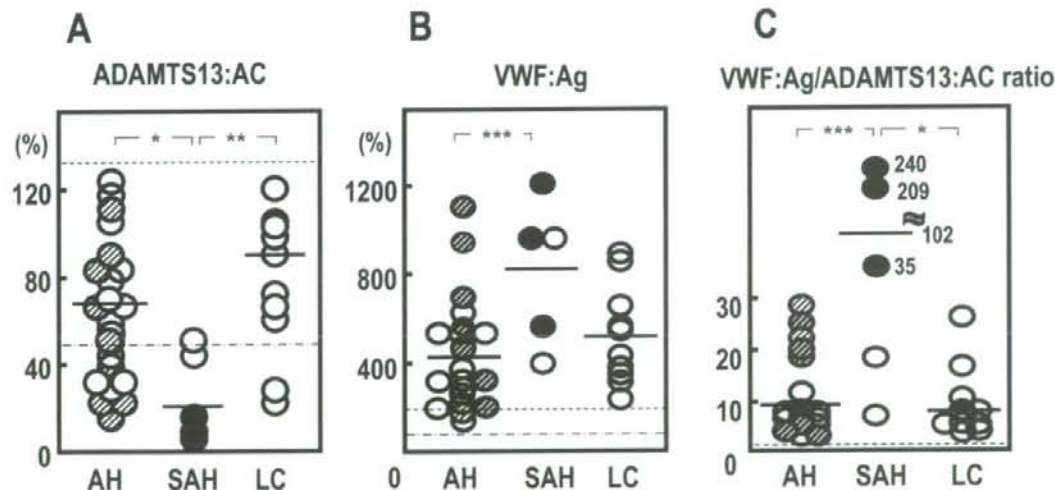 A
ADAMTS13:AC
(%)
120
80
40
0
* **
AH SAH LC
B
VWF:Ag
(%)
1200
800
400
0
***
AH SAH LC
C
VWF:Ag/ADAMTS13:AC ratio
*** *
240
209
102
35
30
20
10
0
AH SAH LC